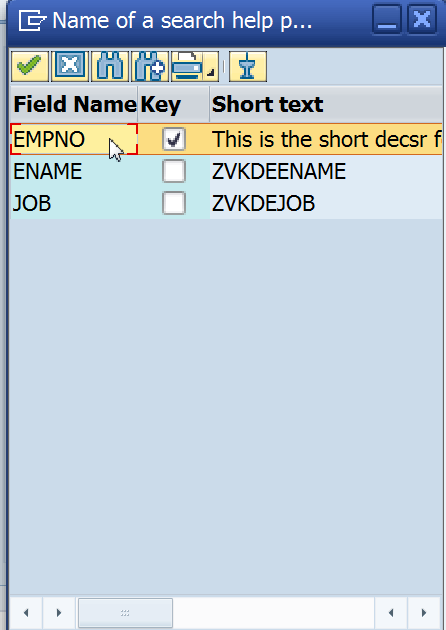 Name of a search help p...
Field Name Key Short text
EMPNO This is the short decsr f
ENAME ZVKDEENAME
JOB ZVKDEJOB